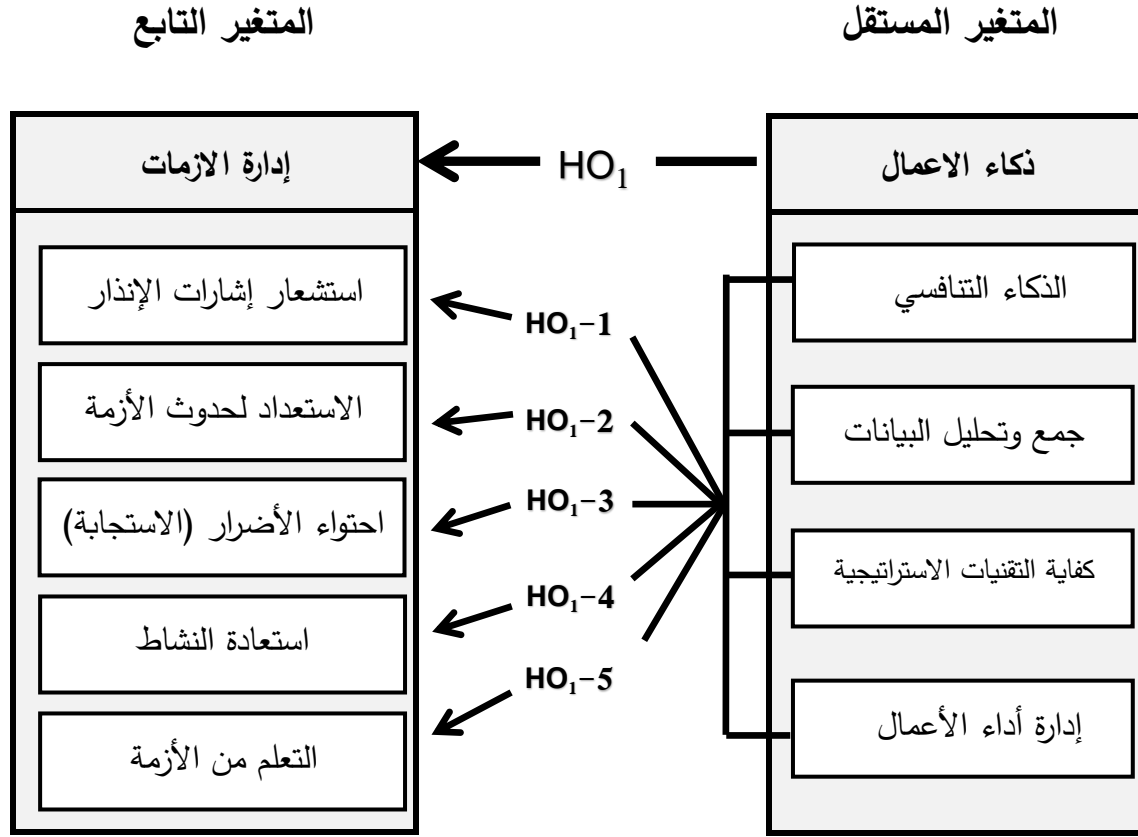 المتغير المستقل
المتغير التابع
ذكاء الاعمال
HO₁
إدارة الازمات
الذكاء التنافسي
جمع وتحليل البيانات
كفاية التقنيات الاستراتيجية
إدارة أداء الأعمال
HO₁-1
HO₁-2
HO₁-3
HO₁-4
HO₁-5
استشعار إشارات الإنذار
الاستعداد لحدوث الأزمة
احتواء الأضرار (الاستجابة)
استعادة النشاط
التعلم من الأزمة